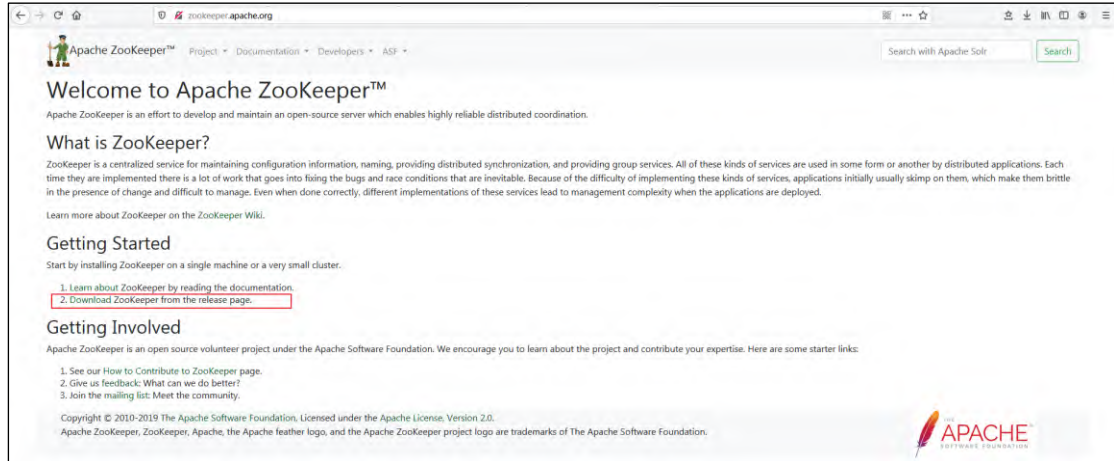 zookeeper.apache.org
Apache ZooKeeper™ Project Documentation Developers ASF
Search with Apache Solr Search
Welcome to Apache ZooKeeper™
Apache ZooKeeper is an effort to develop and maintain an open-source server which enables highly reliable distributed coordination.
What is ZooKeeper?
ZooKeeper is a centralized service for maintaining configuration information, naming, providing distributed synchronization, and providing group services. All of these kinds of services are used in some form or another by distributed applications. Each
time they are implemented there is a lot of work that goes into fixing the bugs and race conditions that are inevitable. Because of the difficulty of implementing these kinds of services, applications initially usually skimp on them, which make them brittle
in the presence of change and difficult to manage. Even when done correctly, different implementations of these services lead to management complexity when the applications are deployed.
Learn more about ZooKeeper on the ZooKeeper Wiki.
Getting Started
Start by installing ZooKeeper on a single machine or a very small cluster.
1. Learn about ZooKeeper by reading the documentation.
2. Download ZooKeeper from the release page.
Getting Involved
Apache ZooKeeper is an open source volunteer project under the Apache Software Foundation. We encourage you to learn about the project and contribute your expertise. Here are some starter links:
1. See our How to Contribute to ZooKeeper page.
2. Give us feedback: What can we do better?
3. Join the mailing list: Meet the community.
Copyright © 2010-2019 The Apache Software Foundation, Licensed under the Apache License, Version 2.0.
Apache ZooKeeper, ZooKeeper, Apache, the Apache feather logo, and the Apache ZooKeeper project logo are trademarks of The Apache Software Foundation.
THE
APACHE
SOFTWARE FOUNDATION